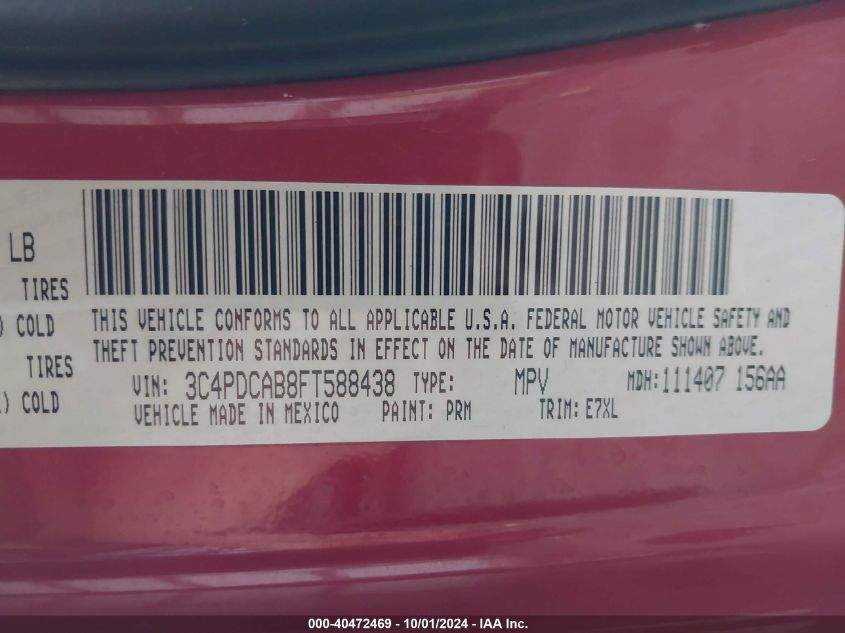 LB
TIRES
) COLD
TIRES
) COLD
THIS VEHICLE CONFORMS TO ALL APPLICABLE U.S.A. FEDERAL MOTOR VEHICLE SAFETY AND
THEFT PREVENTION STANDARDS IN EFFECT ON THE DATE OF MANUFACTURE SHOWN ABOVE.
VIN: 3C4PDCAB8FT588438 TYPE: MPV MDH:111407 156AA
VEHICLE MADE IN MEXICO PAINT: PRM TRIM: E7XL
000-40472469 - 10/01/2024 - IAA Inc.